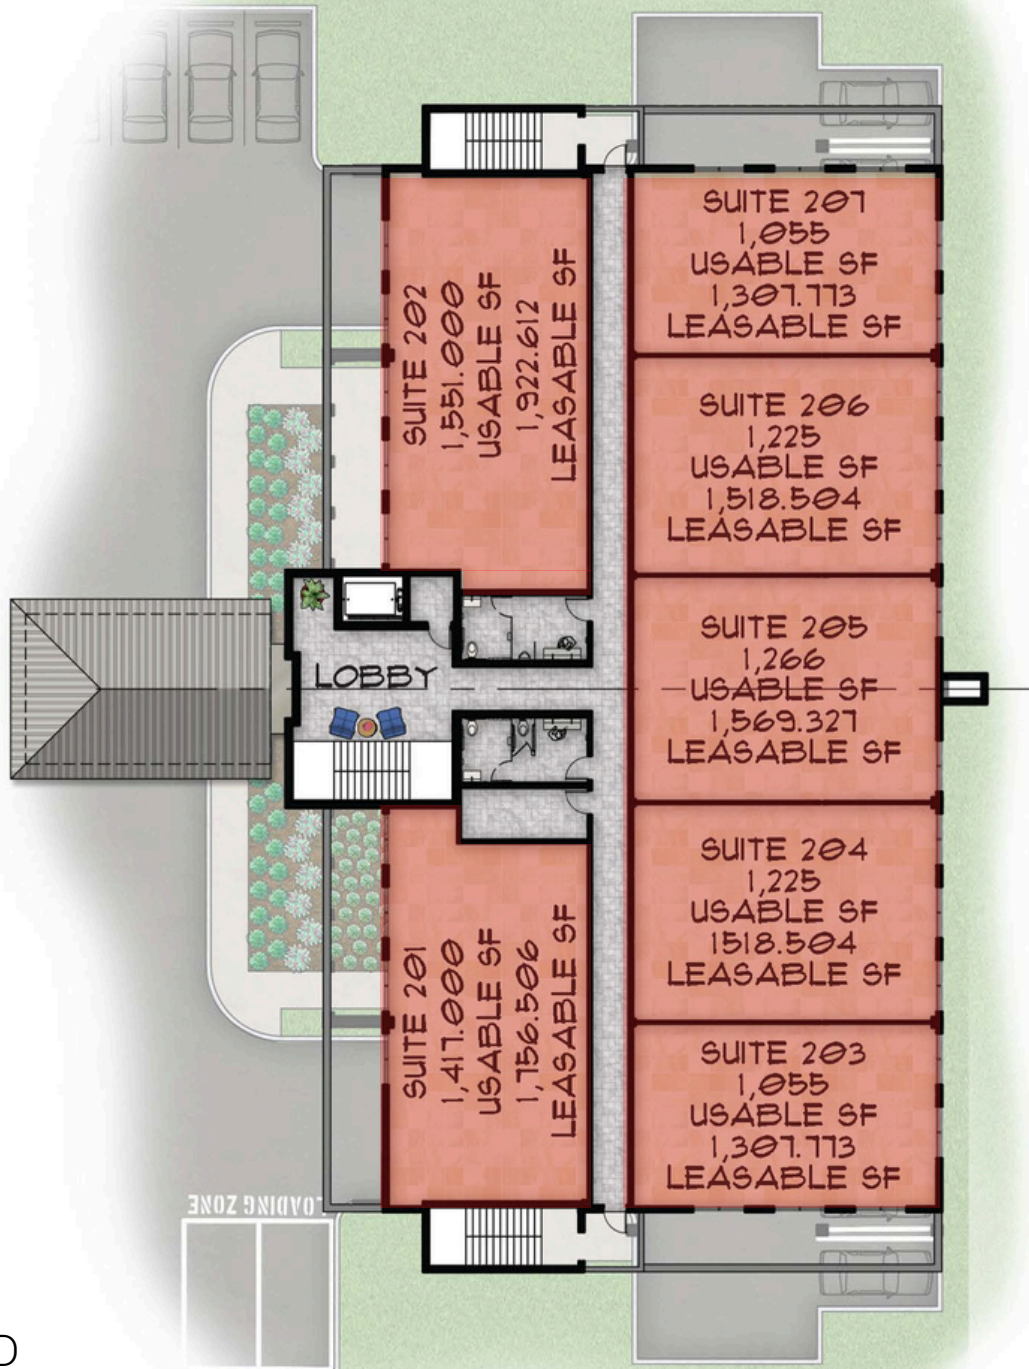 SUITE 207
1,055
USABLE SF
1,307.773
LEASABLE SF
SUITE 202
1,551.000
USABLE SF
1,922.612
LEASABLE SF
SUITE 206
1,225
USABLE SF
1,518.504
LEASABLE SF
SUITE 205
1,266
USABLE SF
1,569.327
LEASABLE SF
LOBBY
SUITE 204
1,225
USABLE SF
1518.504
LEASABLE SF
SUITE 201
1,417.000
USABLE SF
1,756.506
LEASABLE SF
SUITE 203
1,055
USABLE SF
1,307.773
LEASABLE SF
LOADING ZONE
D